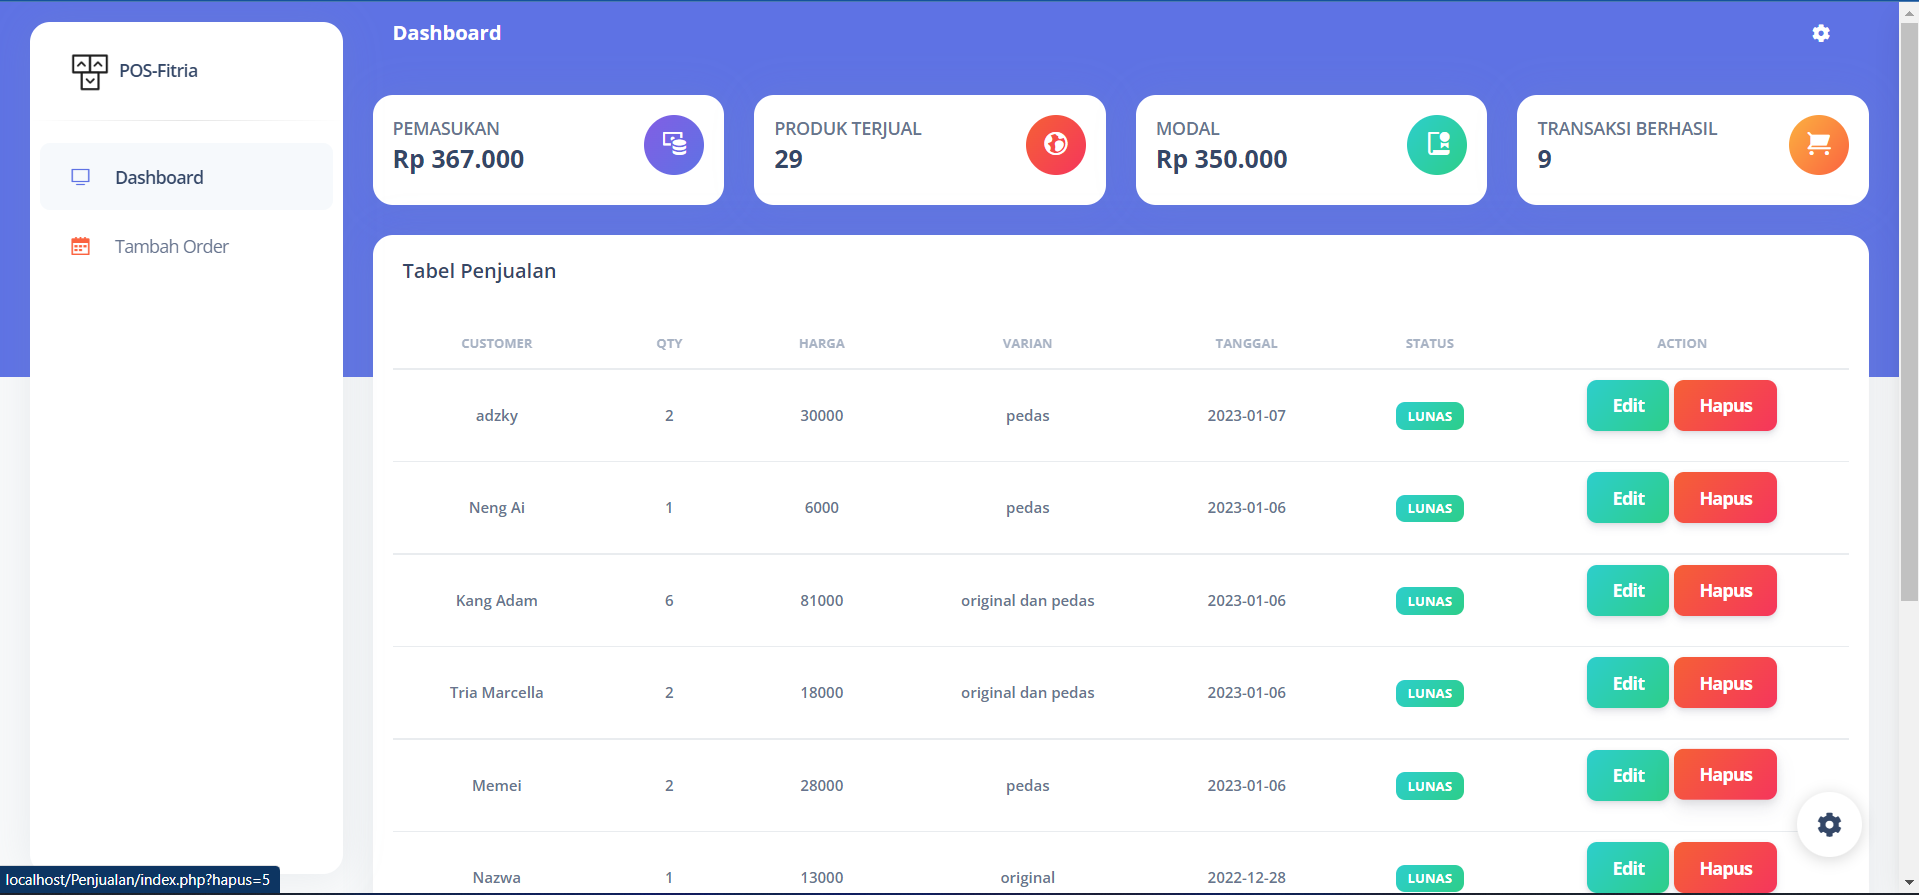 POS-Fitria
Dashboard
Tambah Order
Dashboard
PEMASUKAN
Rp 367.000
PRODUK TERJUAL
29
MODAL
Rp 350.000
TRANSAKSI BERHASIL
9
Tabel Penjualan
CUSTOMER QTY HARGA VARIAN TANGGAL STATUS ACTION
adzky 2 30000 pedas 2023-01-07 LUNAS Edit Hapus
Neng Ai 1 6000 pedas 2023-01-06 LUNAS Edit Hapus
Kang Adam 6 81000 original dan pedas 2023-01-06 LUNAS Edit Hapus
Tria Marcella 2 18000 original dan pedas 2023-01-06 LUNAS Edit Hapus
Memei 2 28000 pedas 2023-01-06 LUNAS Edit Hapus
Nazwa 1 13000 original 2022-12-28 LUNAS Edit Hapus
localhost/Penjualan/index.php?hapus=5